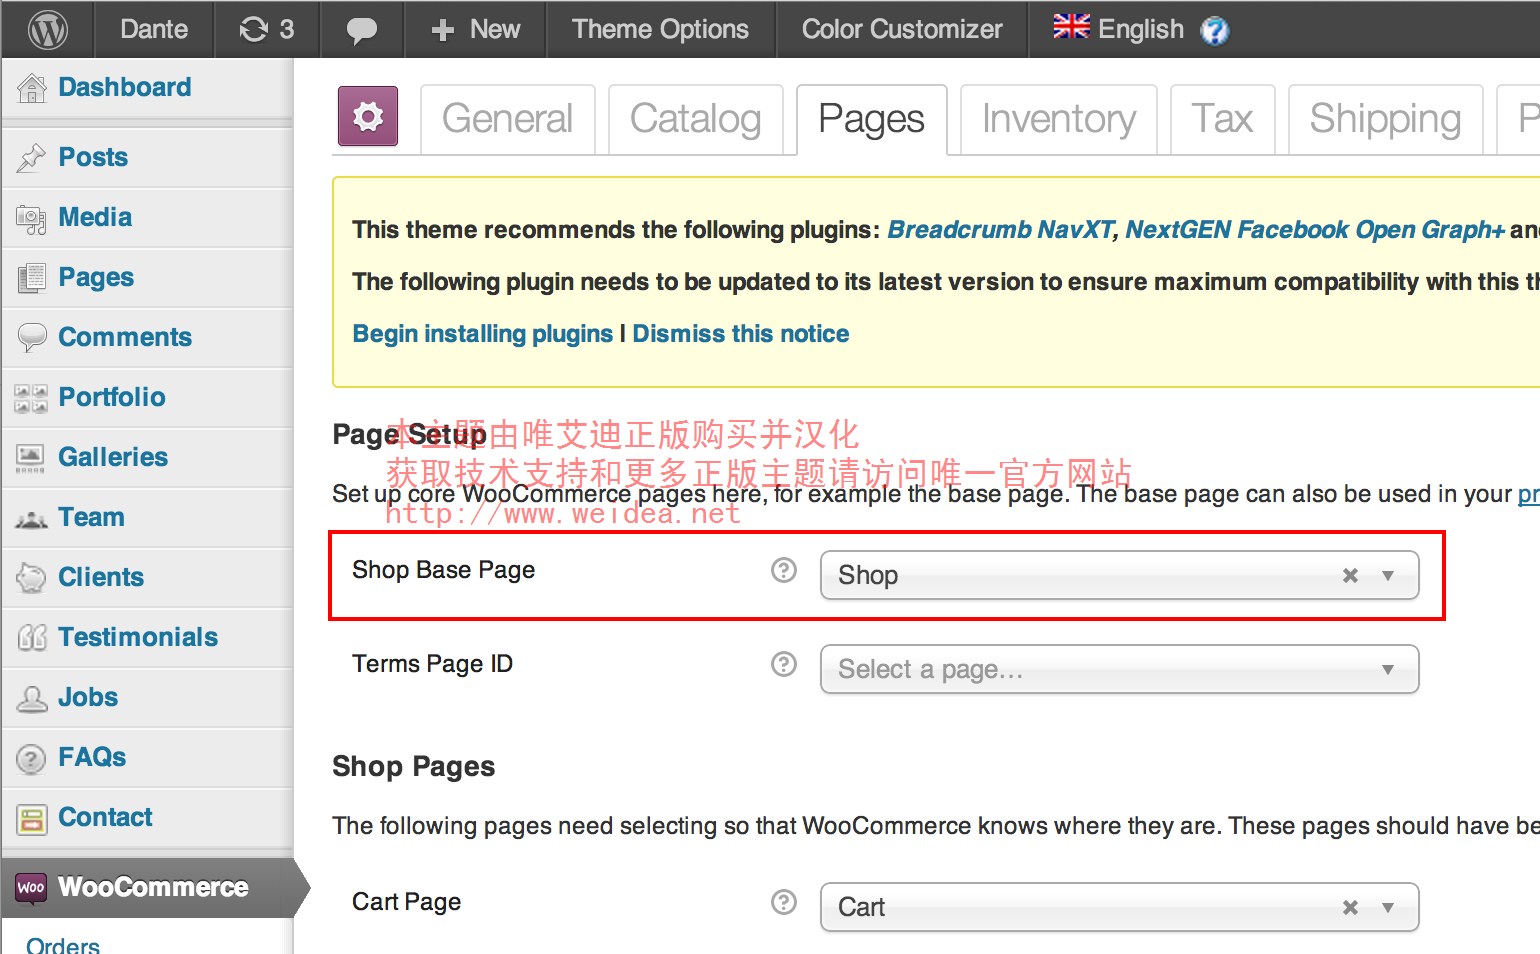 Dante 3 New Theme Options Color Customizer English ?
Dashboard
Posts
Media
Pages
Comments
Portfolio
Galleries
Team
Clients
Testimonials
Jobs
FAQs
Contact
WOO WooCommerce
Orders
General Catalog Pages Inventory Tax Shipping P
This theme recommends the following plugins: Breadcrumb NavXT, NextGEN Facebook Open Graph+ and
The following plugin needs to be updated to its latest version to ensure maximum compatibility with this th
Begin installing plugins | Dismiss this notice
Page Setup
本主题由唯艾迪正版购买并汉化
获取技术支持和更多正版主题请访问唯一官方网站
Set up core WooCommerce pages here, for example the base page. The base page can also be used in your pr
http://www.weidea.net
Shop Base Page ? Shop
Terms Page ID ? Select a page...
Shop Pages
The following pages need selecting so that WooCommerce knows where they are. These pages should have be
Cart Page ? Cart